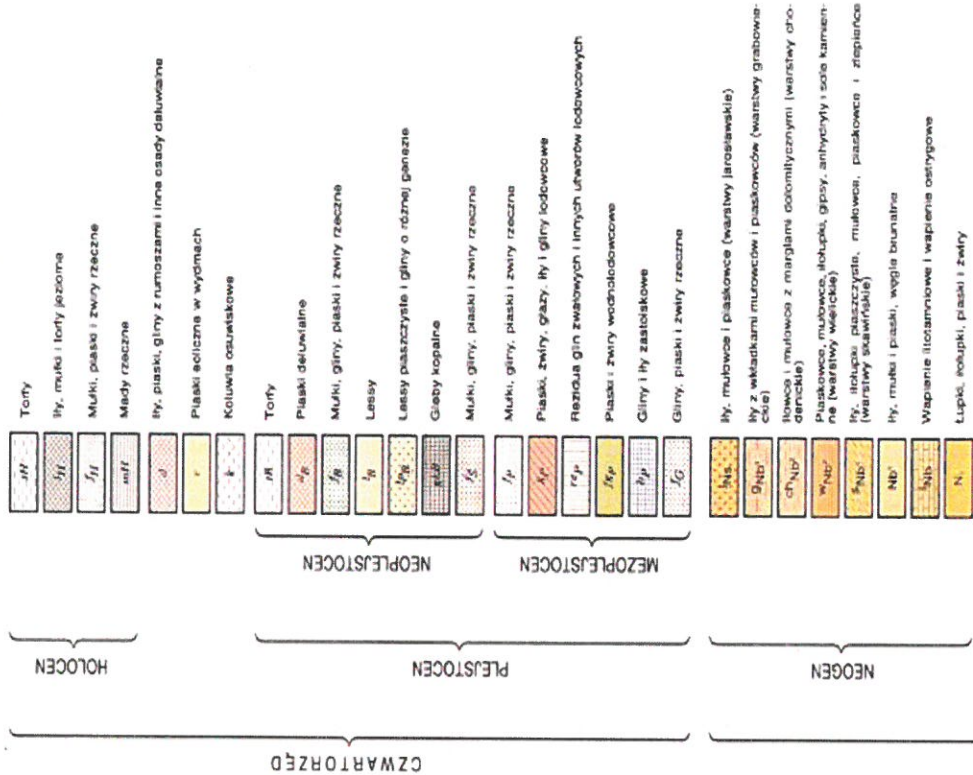 CZWARTORZĘD
HOLOCEN
Torfy
Iły, mułki i torfy jeziorne
Mułki, piaski i żwiry rzeczne
Mady rzeczne
Iły, piaski, gliny z rumoszami i inne osady deluwialne
Piaski eoliczne w wydmach
Koluwia osuwiskowe
PLEJSTOCEN
NEOPLEJSTOCEN
Torfy
Piaski deluwialne
Mułki, gliny, piaski i żwiry rzeczne
Lessy
Lessy piaszczyste i gliny o różnej genezie
Gleby kopalne
Mułki, gliny, piaski i żwiry rzeczne
MEZOPLEJSTOCEN
Mułki, gliny, piaski i żwiry rzeczne
Piaski, żwiry, głazy, iły i gliny lodowcowe
Rezidua glin zwałowych i innych utworów lodowcowych
Piaski i żwiry wodnolodowcowe
Gliny i iły zastoiskowe
Gliny, piaski i żwiry rzeczne
NEOGEN
Iły, mułowce i piaskowce (warstwy jarosławskie)
Iły z wkładkami mułowców i piaskowców (warstwy grabowie-
ckie)
Iłowce i mułowce z marglami dolomitycznymi (warstwy cho-
denickie)
Piaskowce, mułowce, iłołupki, gipsy, anhydryty i sole kamien-
ne (warstwy wielickie)
Iły, iłołupki piaszczyste, mułowce, piaskowce i zlepieńce
(warstwy skawińskie)
Iły, mułki i piaski, węgle brunatne
Wapienie litotamniowe i wapienie ostrygowe
Łupki, iłołupki, piaski i żwiry